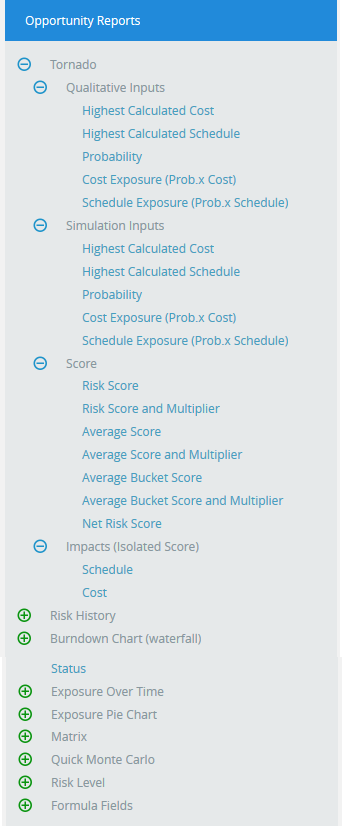 Opportunity Reports
Tornado
Qualitative Inputs
Highest Calculated Cost
Highest Calculated Schedule
Probability
Cost Exposure (Prob.x Cost)
Schedule Exposure (Prob.x Schedule)
Simulation Inputs
Highest Calculated Cost
Highest Calculated Schedule
Probability
Cost Exposure (Prob.x Cost)
Schedule Exposure (Prob.x Schedule)
Score
Risk Score
Risk Score and Multiplier
Average Score
Average Score and Multiplier
Average Bucket Score
Average Bucket Score and Multiplier
Net Risk Score
Impacts (Isolated Score)
Schedule
Cost
Risk History
Burndown Chart (waterfall)
Status
Exposure Over Time
Exposure Pie Chart
Matrix
Quick Monte Carlo
Risk Level
Formula Fields